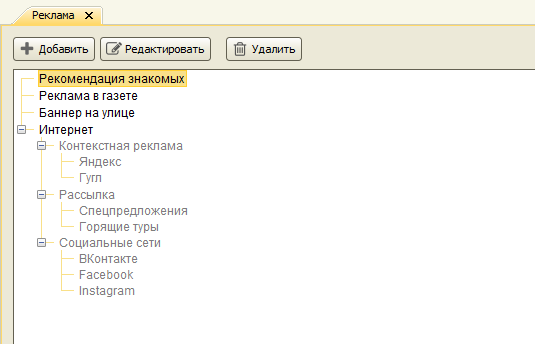 Реклама
Добавить Редактировать Удалить
Рекомендация знакомых
Реклама в газете
Баннер на улице
Интернет
Контекстная реклама
Яндекс
Гугл
Рассылка
Спецпредложения
Горящие туры
Социальные сети
ВКонтакте
Facebook
Instagram